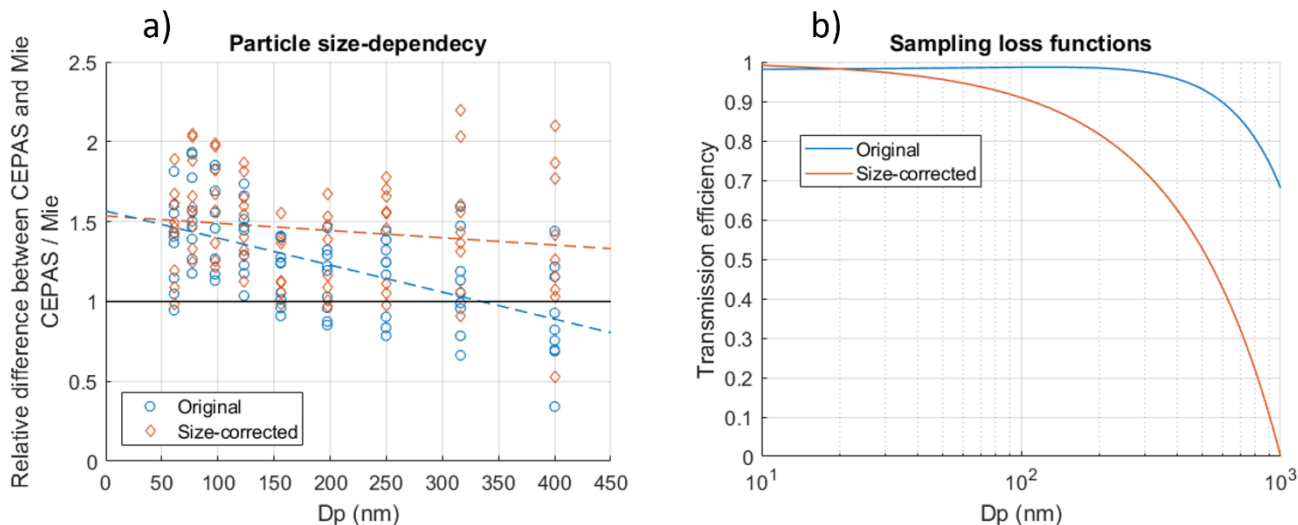 a)
Particle size-dependecy
Relative difference between CEPAS and Mie
CEPAS / Mie
2.5
2
1.5
1
0.5
0
Original
Size-corrected
0 50 100 150 200 250 300 350 400 450
Dp (nm)
b)
Sampling loss functions
Transmission efficiency
1
0.9
0.8
0.7
0.6
0.5
0.4
0.3
0.2
0.1
0
Original
Size-corrected
10¹ 10² 10³
Dp (nm)